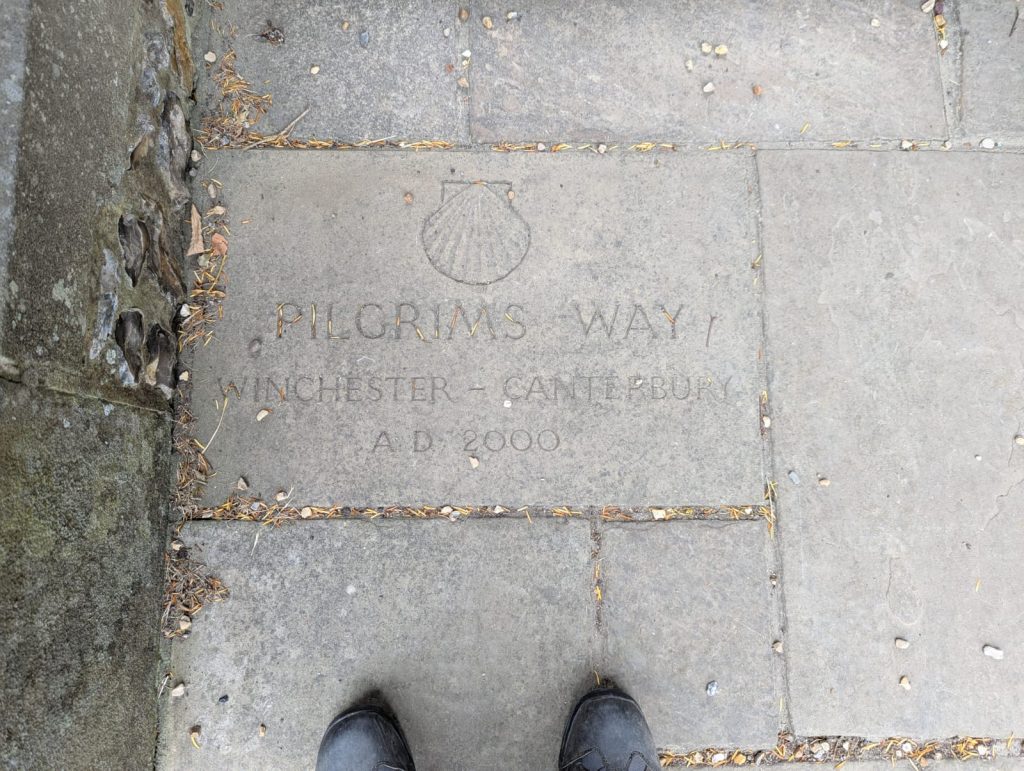 PILGRIMS WAY
WINCHESTER - CANTERBURY
A D 2000